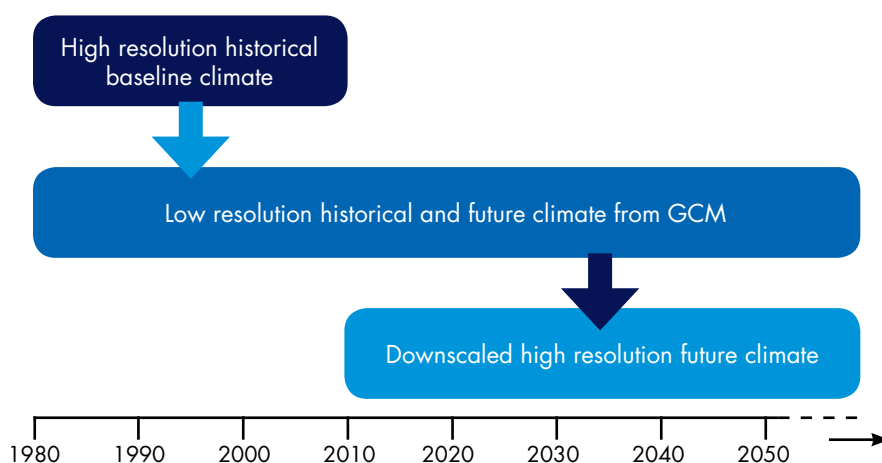 High resolution historical
baseline climate
Low resolution historical and future climate from GCM
Downscaled high resolution future climate
1980 1990 2000 2010 2020 2030 2040 2050